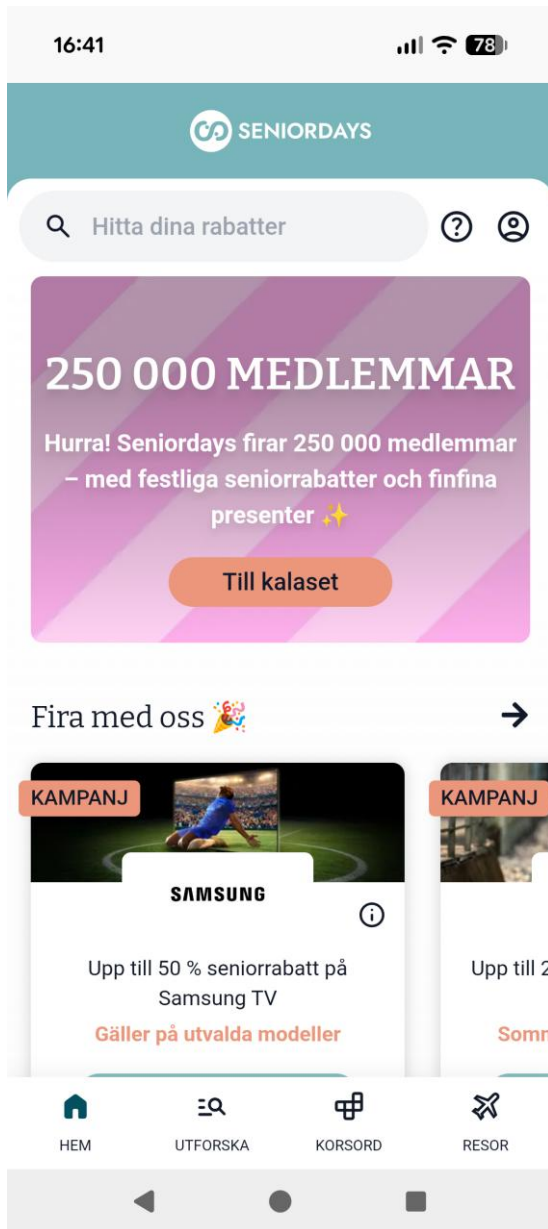 16:41
78
SENIORDAYS
Hitta dina rabatter
250 000 MEDLEMMAR
Hurra! Seniordays firar 250 000 medlemmar
– med festliga seniorrabatter och finfina
presenter ✨
Till kalaset
Fira med oss 🎉
KAMPANJ
KAMPANJ
SAMSUNG
Upp till 50 % seniorrabatt på
Samsung TV
Gäller på utvalda modeller
Upp till 2
Somm
HEM
UTFORSKA
KORSORD
RESOR